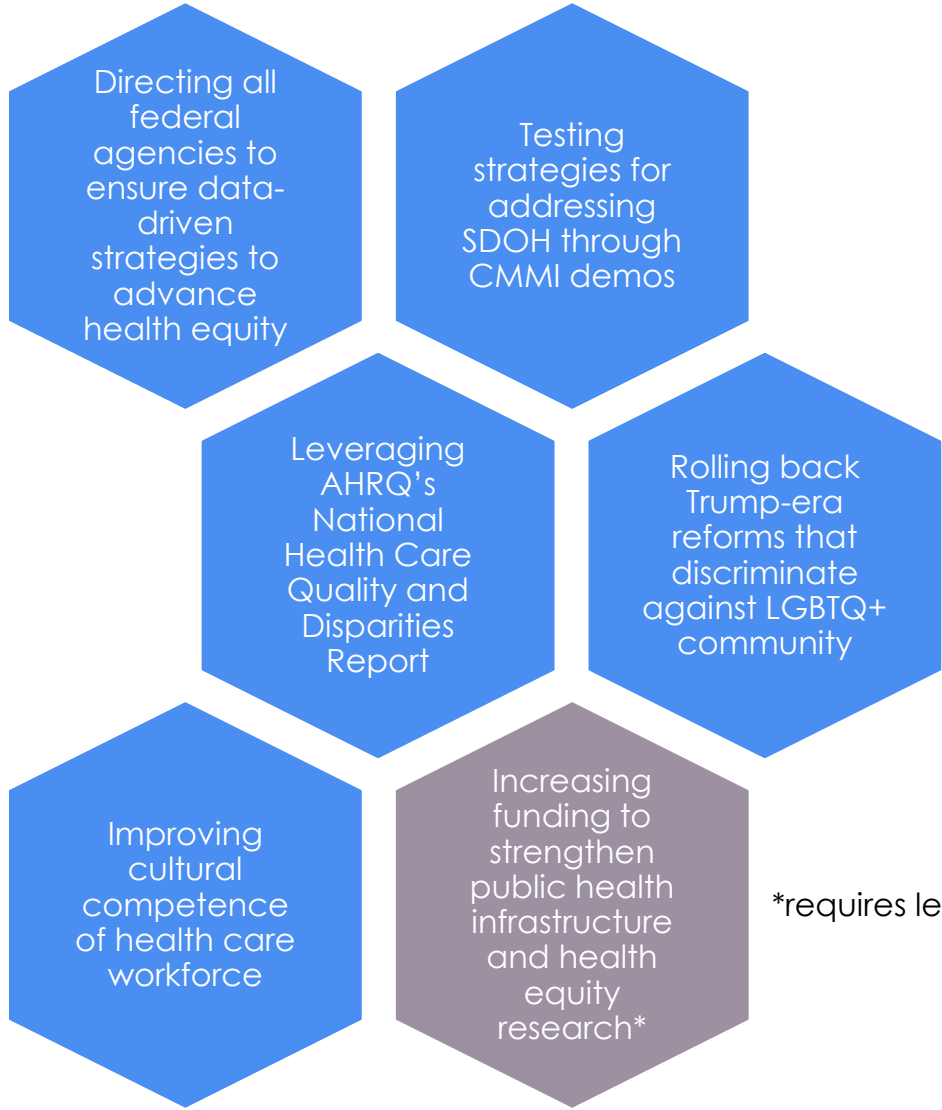 Directing all
federal
agencies to
ensure data-
driven
strategies to
advance
health equity
Testing
strategies for
addressing
SDOH through
CMMI demos
Leveraging
AHRQ’s
National
Health Care
Quality and
Disparities
Report
Rolling back
Trump-era
reforms that
discriminate
against LGBTQ+
community
Improving
cultural
competence
of health care
workforce
Increasing
funding to
strengthen
public health
infrastructure
and health
equity
research*
*requires le